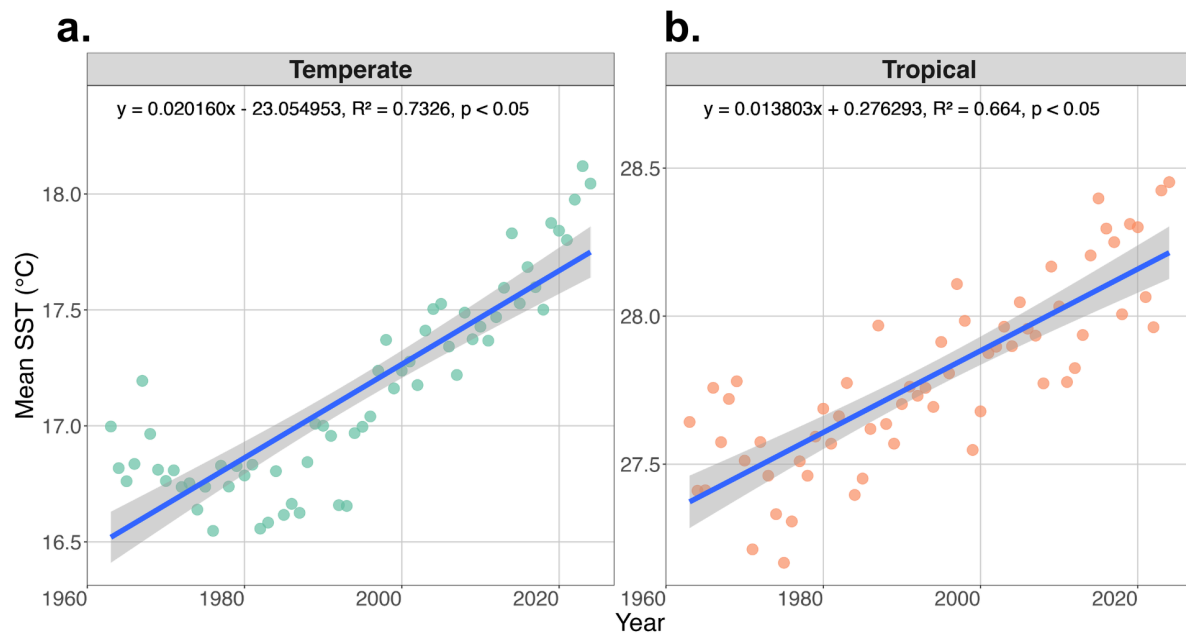 a.
Temperate
y = 0.020160x - 23.054953, R² = 0.7326, p < 0.05
18.0
17.5
17.0
16.5
1960
1980
2000
2020
b.
Tropical
y = 0.013803x + 0.276293, R² = 0.664, p < 0.05
28.5
28.0
27.5
1960
1980
2000
2020
Mean SST (°C)
Year